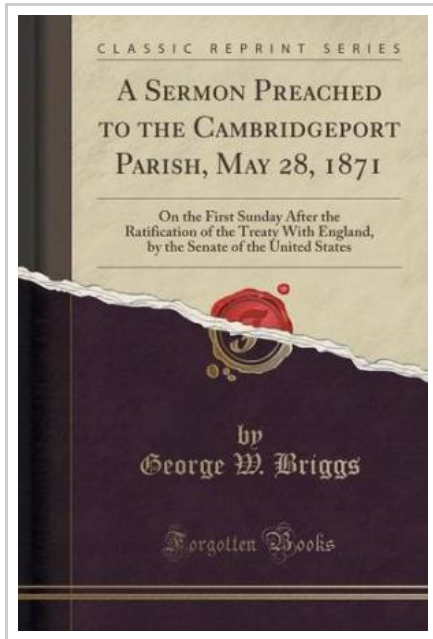 CLASSIC REPRINT SERIES
A SERMON PREACHED
TO THE CAMBRIDGEPORT
PARISH, MAY 28, 1871
On the First Sunday After the
Ratification of the Treaty With England,
by the Senate of the United States
F
by
George W. Briggs
Forgotten Books